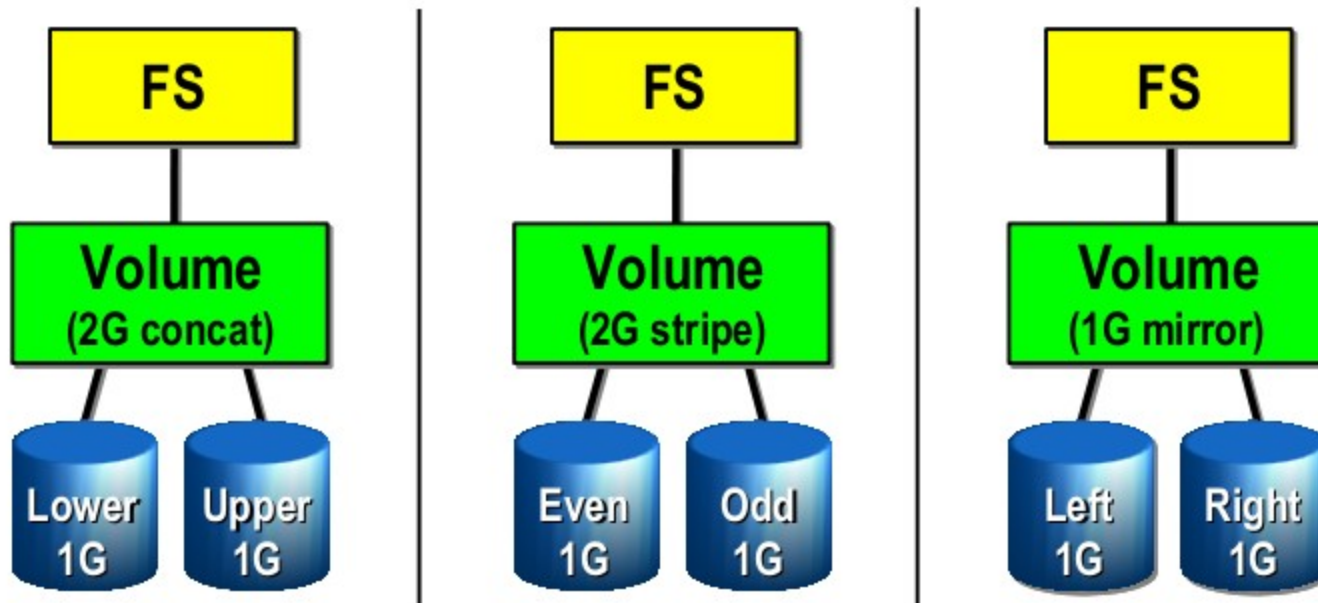 FS
Volume
(2G concat)
Lower
1G
Upper
1G
FS
Volume
(2G stripe)
Even
1G
Odd
1G
FS
Volume
(1G mirror)
Left
1G
Right
1G